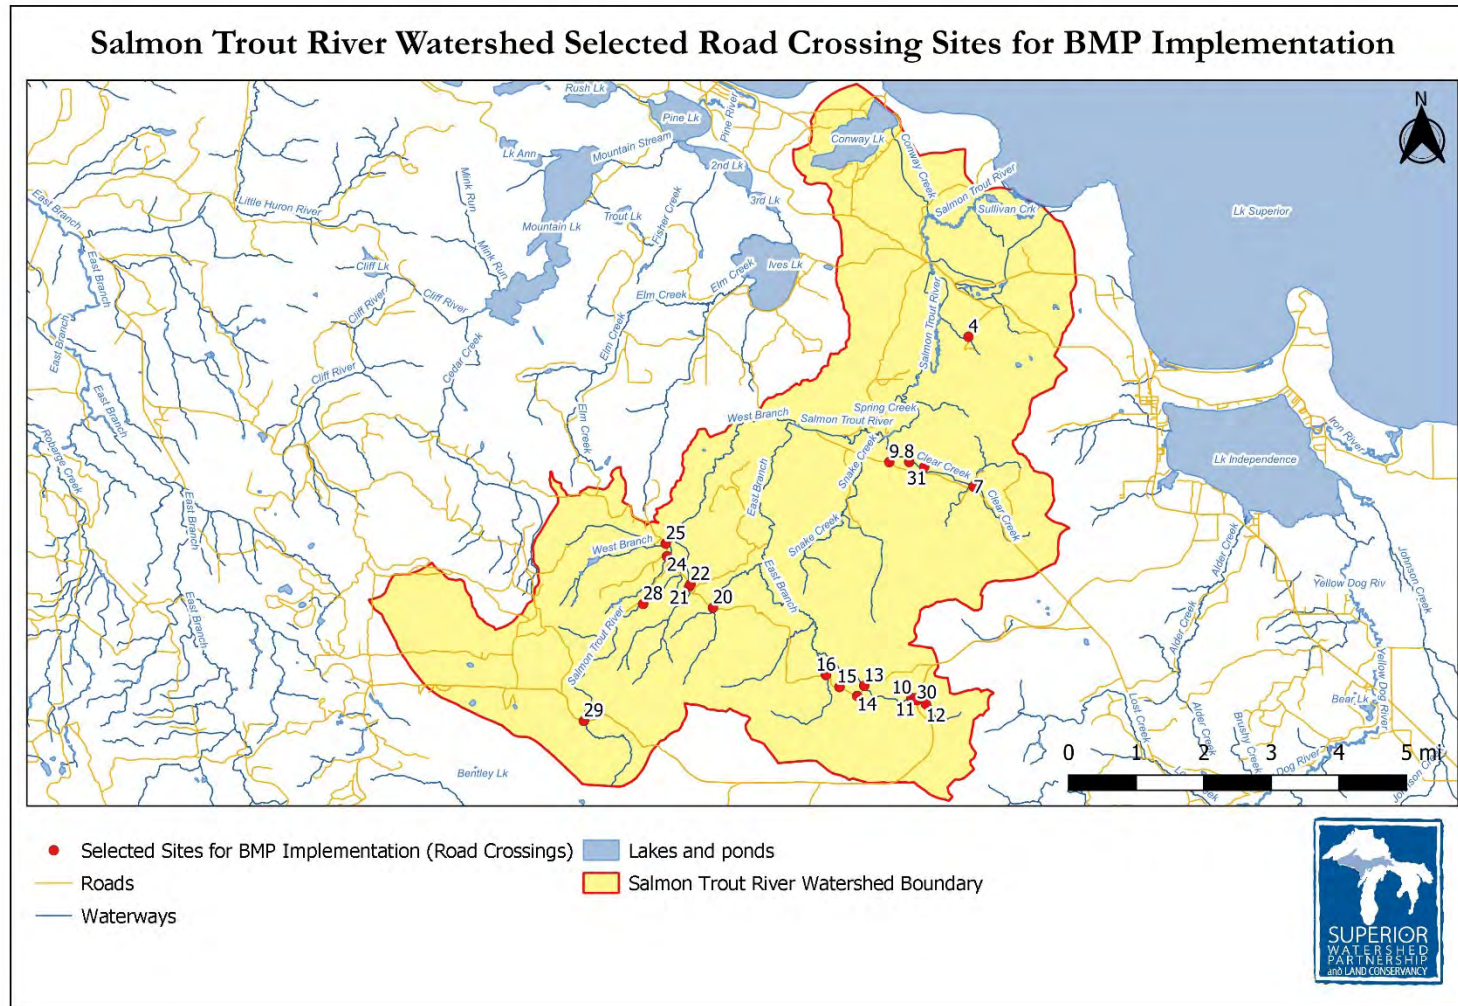 Salmon Trout River Watershed Selected Road Crossing Sites for BMP Implementation
N
Rush Lk
Pine Lk
Pine River
Conway Lk
Conway Creek
Lk Ann
Mountain Stream
2nd Lk
3rd Lk
Mink Run
East Branch
Little Huron River
Trout Lk
Fisher Creek
Mountain Lk
Salmon Trout River
Sullivan Crk
Lk Superior
Mink Run
East Branch
Cliff Lk
Cliff River
Cliff River
Elm Creek
Elm Creek
Ives Lk
East Branch
Elm Creek
Salmon Trout River
4
Cedar Creek
Cliff River
East Branch
Elm Creek
West Branch
Spring Creek
Salmon Trout River
Iron River
Robarge Creek
Snake Creek
9
8
31
Clear Creek
7
Clear Creek
Lk Independence
East Branch
East Branch
West Branch
25
24
22
21
28
20
Snake Creek
East Branch
Alder Creek
Johnson Creek
Yellow Dog Riv
East Branch
Salmon Trout River
16
15
13
14
10
30
11
12
29
Alder Creek
Yellow Dog River
Lost Creek
Alder Creek
Brushy Creek
Bear Lk
Bentley Lk
Dog River
0 1 2 3 4 5 mi
Selected Sites for BMP Implementation (Road Crossings)
Lakes and ponds
Roads
Salmon Trout River Watershed Boundary
Waterways
SUPERIOR
WATERSHED
PARTNERSHIP
and LAND CONSERVANCY